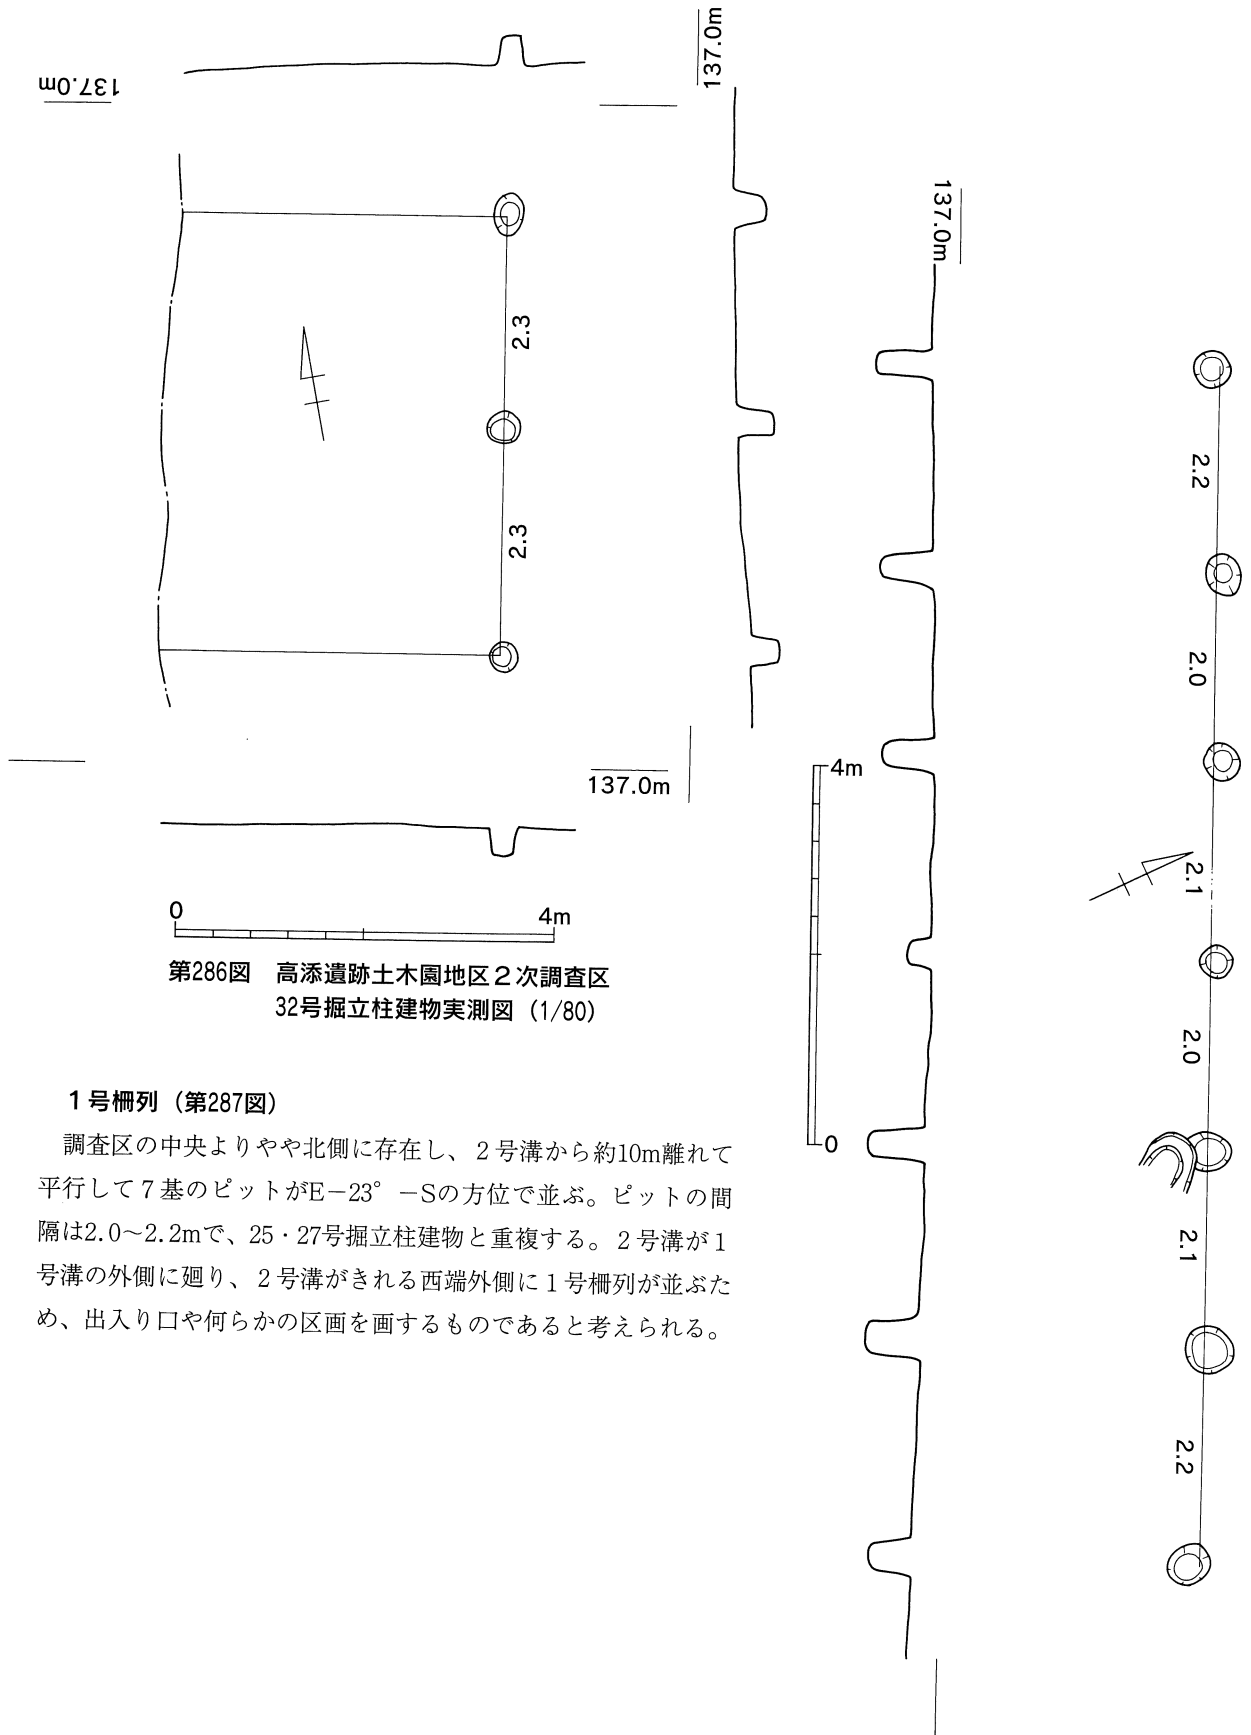 137.0m
137.0m
137.0m
2.3
2.3
137.0m
0 4m
第286図 高添遺跡土木園地区２次調査区
32号掘立柱建物実測図（1/80）
１号柵列（第287図）
調査区の中央よりやや北側に存在し、２号溝から約10m離れて
平行して７基のピットがE－23°－Sの方位で並ぶ。ピットの間
隔は2.0～2.2mで、25・27号掘立柱建物と重複する。２号溝が１
号溝の外側に廻り、２号溝がきれる西端外側に１号柵列が並ぶた
め、出入り口や何らかの区画を画するものであると考えられる。
4m
0
2.2
2.0
2.1
2.0
2.1
2.2